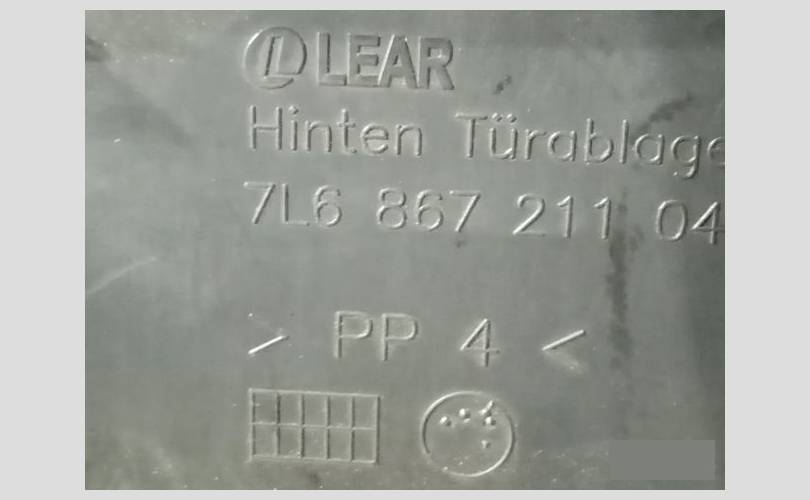 LEAR
Hinten Türablage
7L6 867 211 04
> PP 4 <